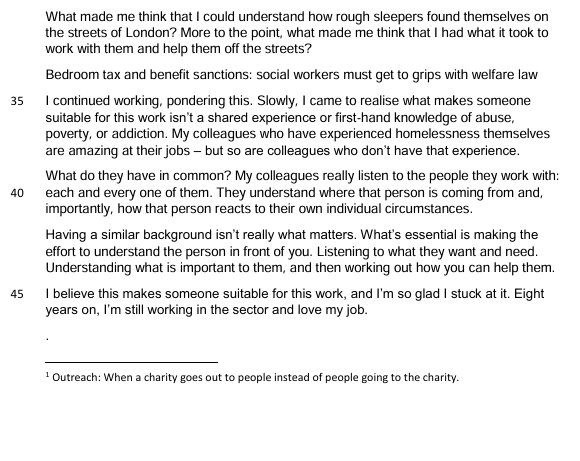 What made me think that I could understand how rough sleepers found themselves on
the streets of London? More to the point, what made me think that I had what it took to
work with them and help them off the streets?
Bedroom tax and benefit sanctions: social workers must get to grips with welfare law
35 I continued working, pondering this. Slowly, I came to realise what makes someone
suitable for this work isn’t a shared experience or first-hand knowledge of abuse,
poverty, or addiction. My colleagues who have experienced homelessness themselves
are amazing at their jobs – but so are colleagues who don’t have that experience.
What do they have in common? My colleagues really listen to the people they work with:
40 each and every one of them. They understand where that person is coming from and,
importantly, how that person reacts to their own individual circumstances.
Having a similar background isn’t really what matters. What’s essential is making the
effort to understand the person in front of you. Listening to what they want and need.
Understanding what is important to them, and then working out how you can help them.
45 I believe this makes someone suitable for this work, and I’m so glad I stuck at it. Eight
years on, I’m still working in the sector and love my job.
.
1 Outreach: When a charity goes out to people instead of people going to the charity.